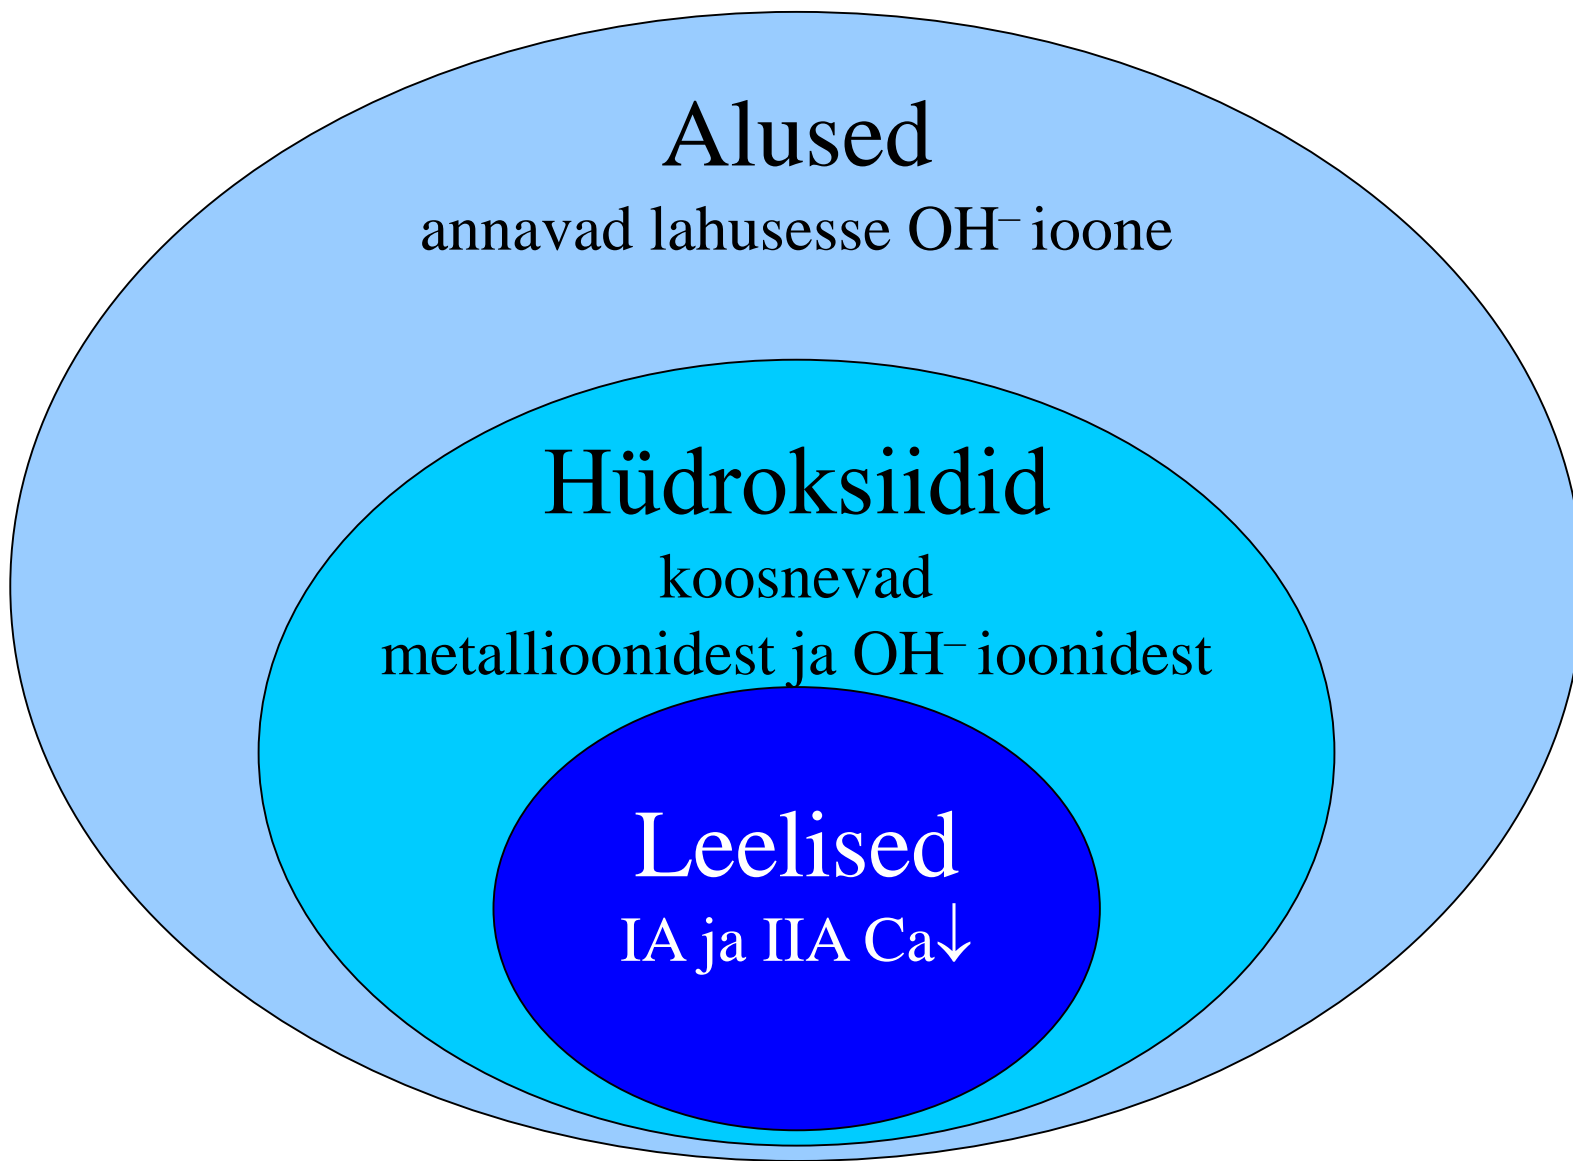 Alused
annavad lahusesse OH⁻ ioone
Hüdroksiidid
koosnevad
metallioonidest ja OH⁻ ioonidest
Leelised
IA ja IIA Ca↓